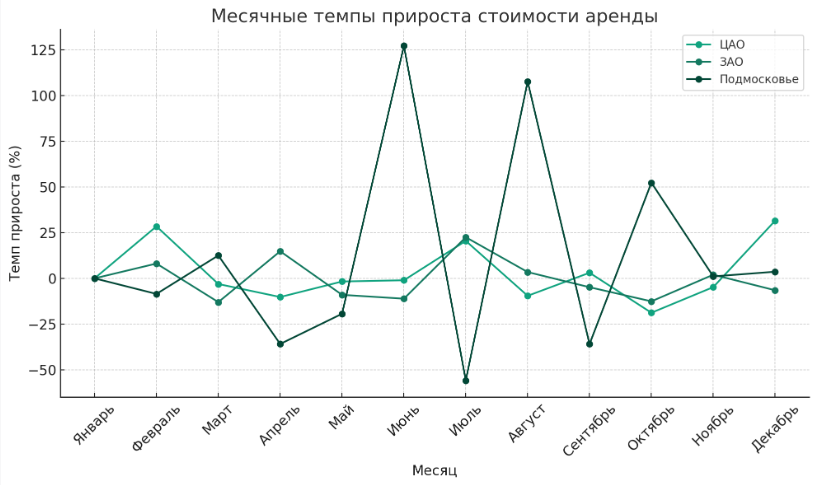 Месячные темпы прироста стоимости аренды
ЦАО
ЗАО
Подмосковье
Темп прироста (%)
125
100
75
50
25
0
−25
−50
Январь
Февраль
Март
Апрель
Май
Июнь
Июль
Август
Сентябрь
Октябрь
Ноябрь
Декабрь
Месяц